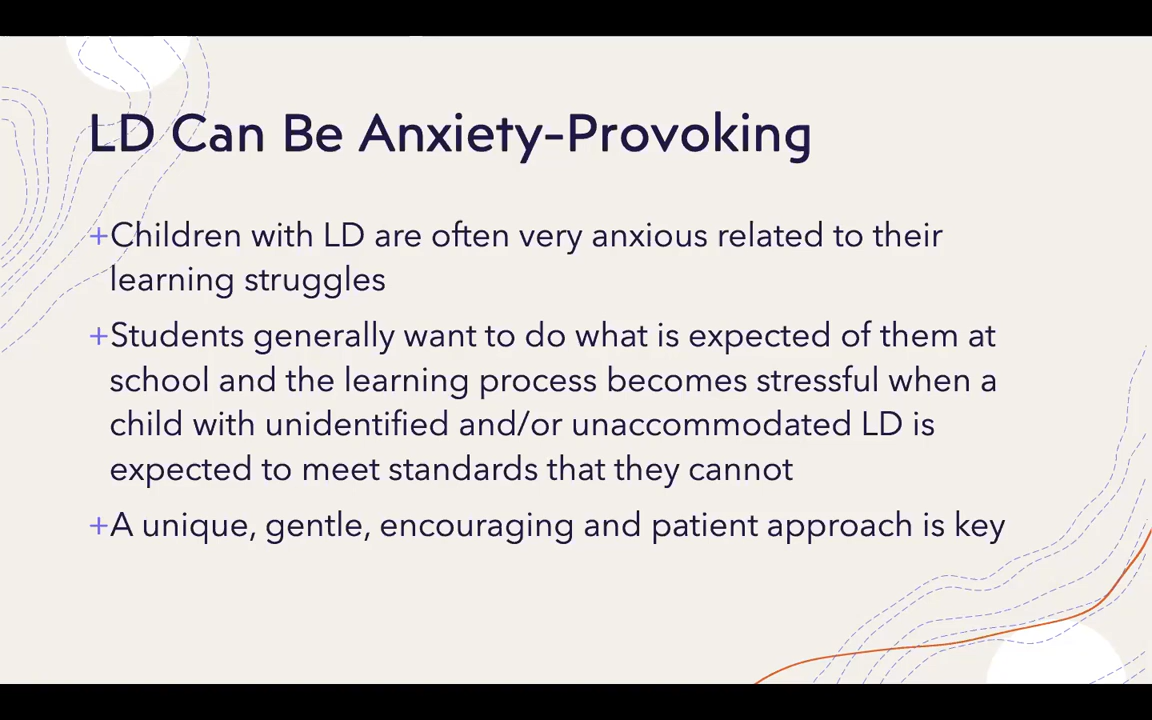 LD Can Be Anxiety-Provoking
+Children with LD are often very anxious related to their
learning struggles
+Students generally want to do what is expected of them at
school and the learning process becomes stressful when a
child with unidentified and/or unaccommodated LD is
expected to meet standards that they cannot
+A unique, gentle, encouraging and patient approach is key